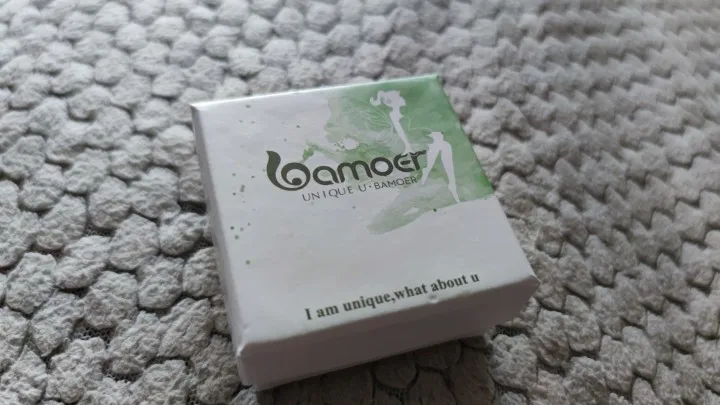 bamoer
UNIQUE U · BAMOER
I am unique,what about u